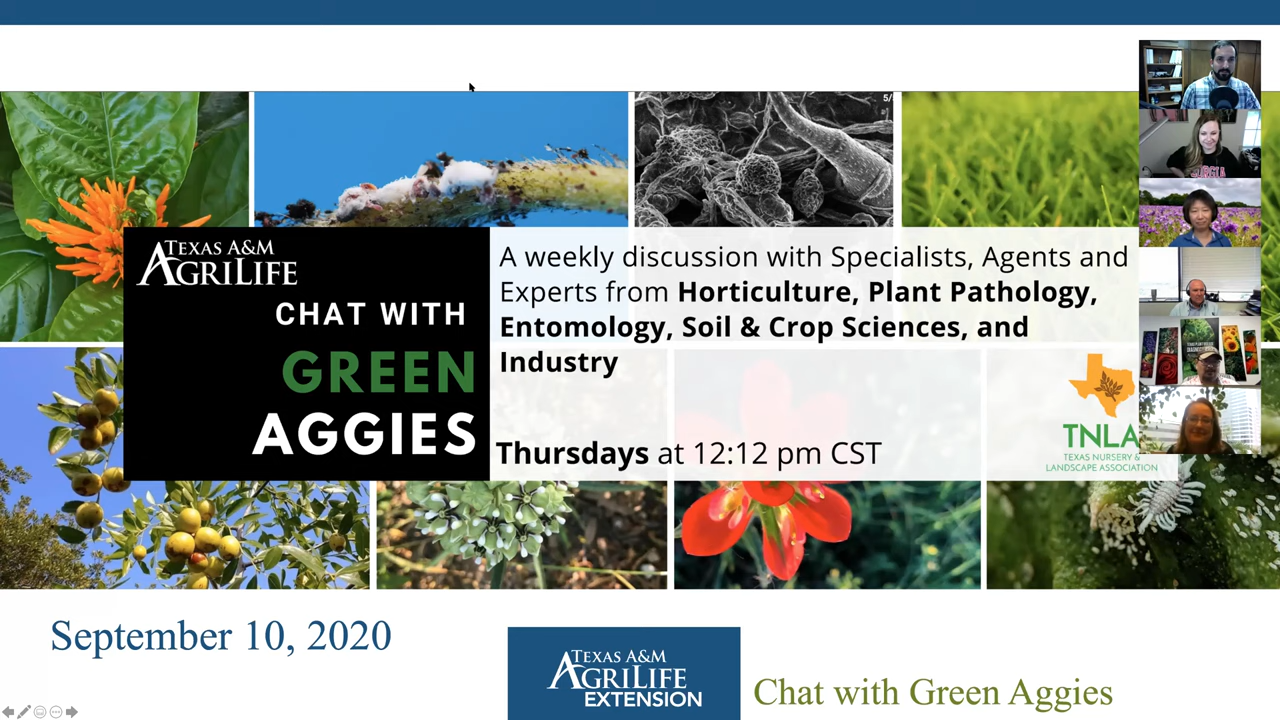 5/
TEXAS A&M
AGRILIFE
CHAT WITH
GREEN
AGGIES
A weekly discussion with Specialists, Agents and
Experts from Horticulture, Plant Pathology,
Entomology, Soil & Crop Sciences, and
Industry
Thursdays at 12:12 pm CST
TNLA
TEXAS NURSERY &
LANDSCAPE ASSOCIATION
September 10, 2020
TEXAS A&M
AGRILIFE
EXTENSION
Chat with Green Aggies